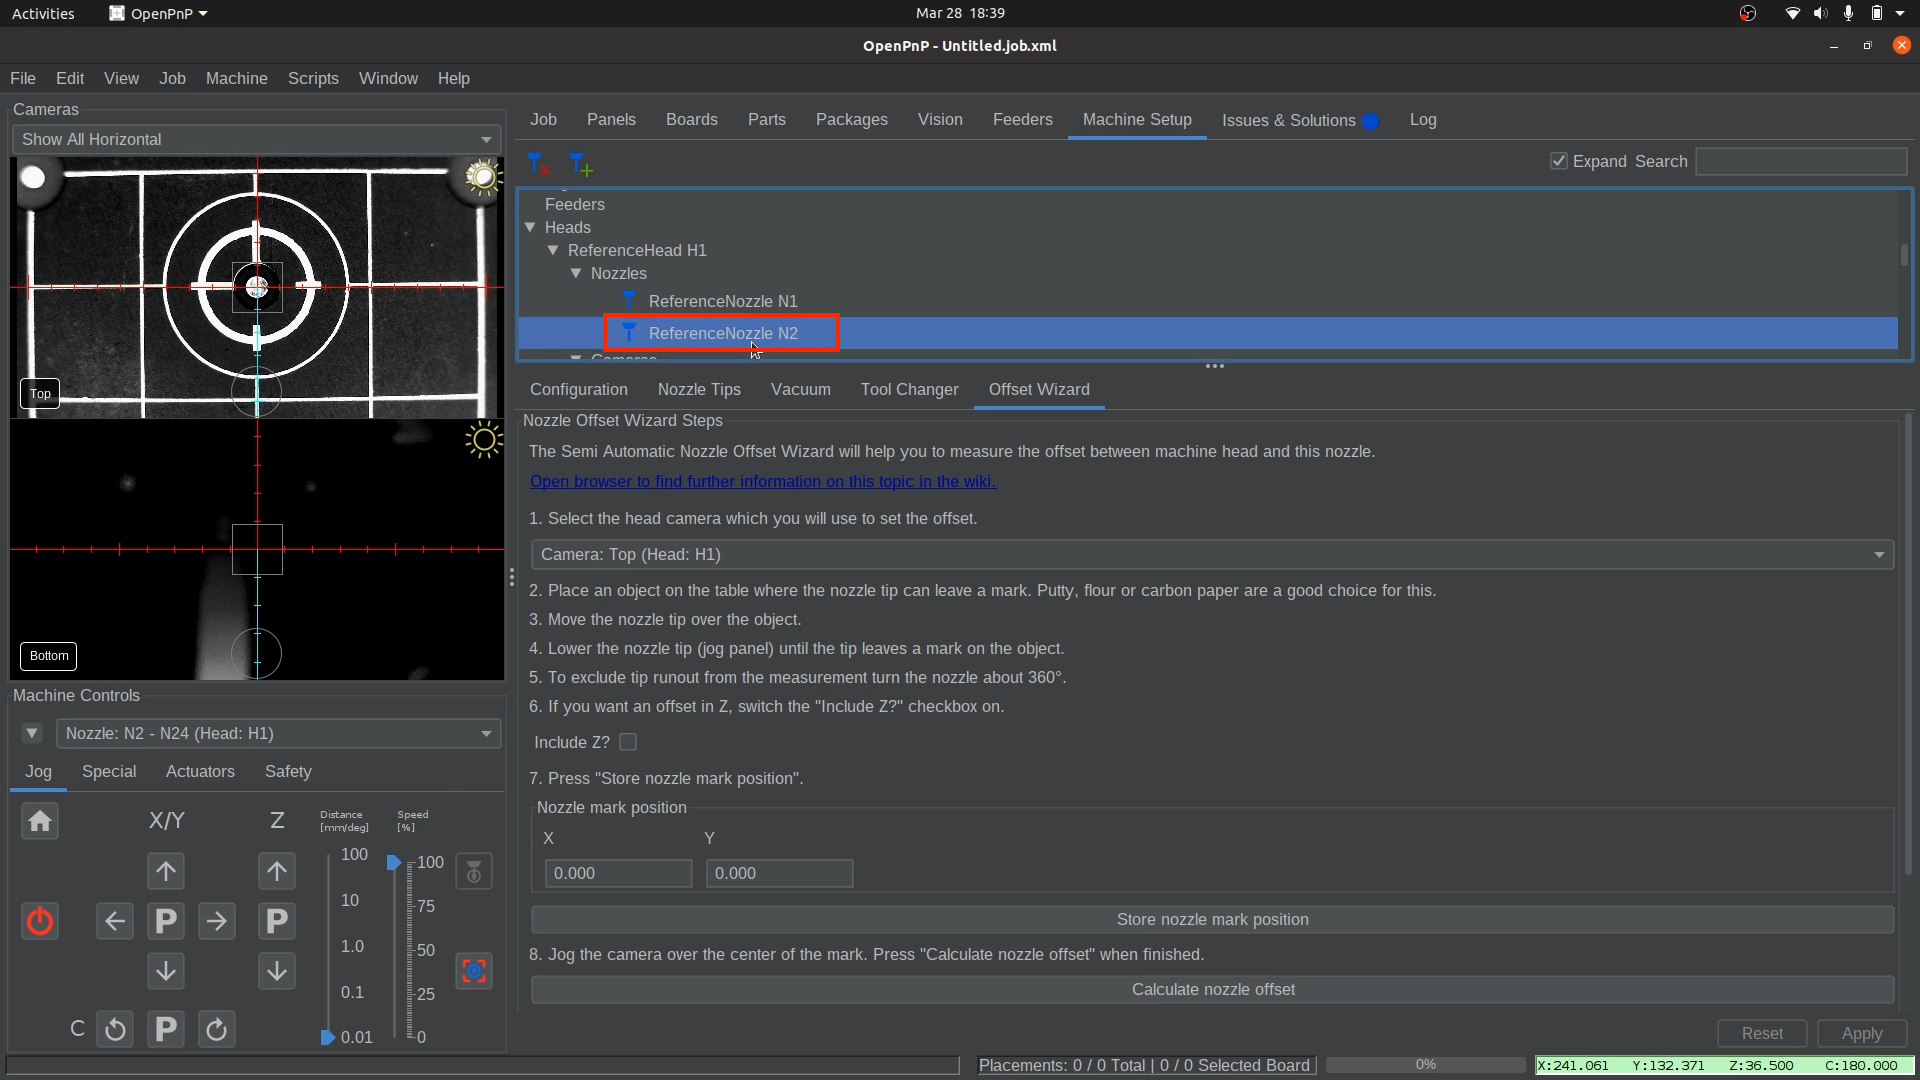 Activities
OpenPnP
Mar 28 18:39
OpenPnP - Untitled.job.xml
File Edit View Job Machine Scripts Window Help
Cameras
Show All Horizontal
Top
Bottom
Machine Controls
Nozzle: N2 - N24 (Head: H1)
Jog Special Actuators Safety
X/Y
Z
Distance
[mm/deg]
Speed
[%]
100
10
1.0
0.1
0.01
100
75
50
25
0
P
P
C
P
Job Panels Boards Parts Packages Vision Feeders Machine Setup Issues & Solutions Log
Expand Search
Feeders
Heads
ReferenceHead H1
Nozzles
ReferenceNozzle N1
ReferenceNozzle N2
Configuration Nozzle Tips Vacuum Tool Changer Offset Wizard
Nozzle Offset Wizard Steps
The Semi Automatic Nozzle Offset Wizard will help you to measure the offset between machine head and this nozzle.
Open browser to find further information on this topic in the wiki.
1. Select the head camera which you will use to set the offset.
Camera: Top (Head: H1)
2. Place an object on the table where the nozzle tip can leave a mark. Putty, flour or carbon paper are a good choice for this.
3. Move the nozzle tip over the object.
4. Lower the nozzle tip (jog panel) until the tip leaves a mark on the object.
5. To exclude tip runout from the measurement turn the nozzle about 360°.
6. If you want an offset in Z, switch the "Include Z?" checkbox on.
Include Z?
7. Press "Store nozzle mark position".
Nozzle mark position
X Y
0.000 0.000
Store nozzle mark position
8. Jog the camera over the center of the mark. Press "Calculate nozzle offset" when finished.
Calculate nozzle offset
Reset Apply
Placements: 0 / 0 Total | 0 / 0 Selected Board
0%
X:241.061 Y:132.371 Z:36.500 C:180.000